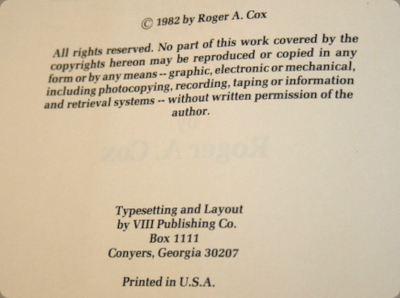 © 1982 by Roger A. Cox
All rights reserved. No part of this work covered by the
copyrights hereon may be reproduced or copied in any
form or by any means -- graphic, electronic or mechanical,
including photocopying, recording, taping or information
and retrieval systems -- without written permission of the
author.
Roger A. Cox
Typesetting and Layout
by VIII Publishing Co.
Box 1111
Conyers, Georgia 30207
Printed in U.S.A.